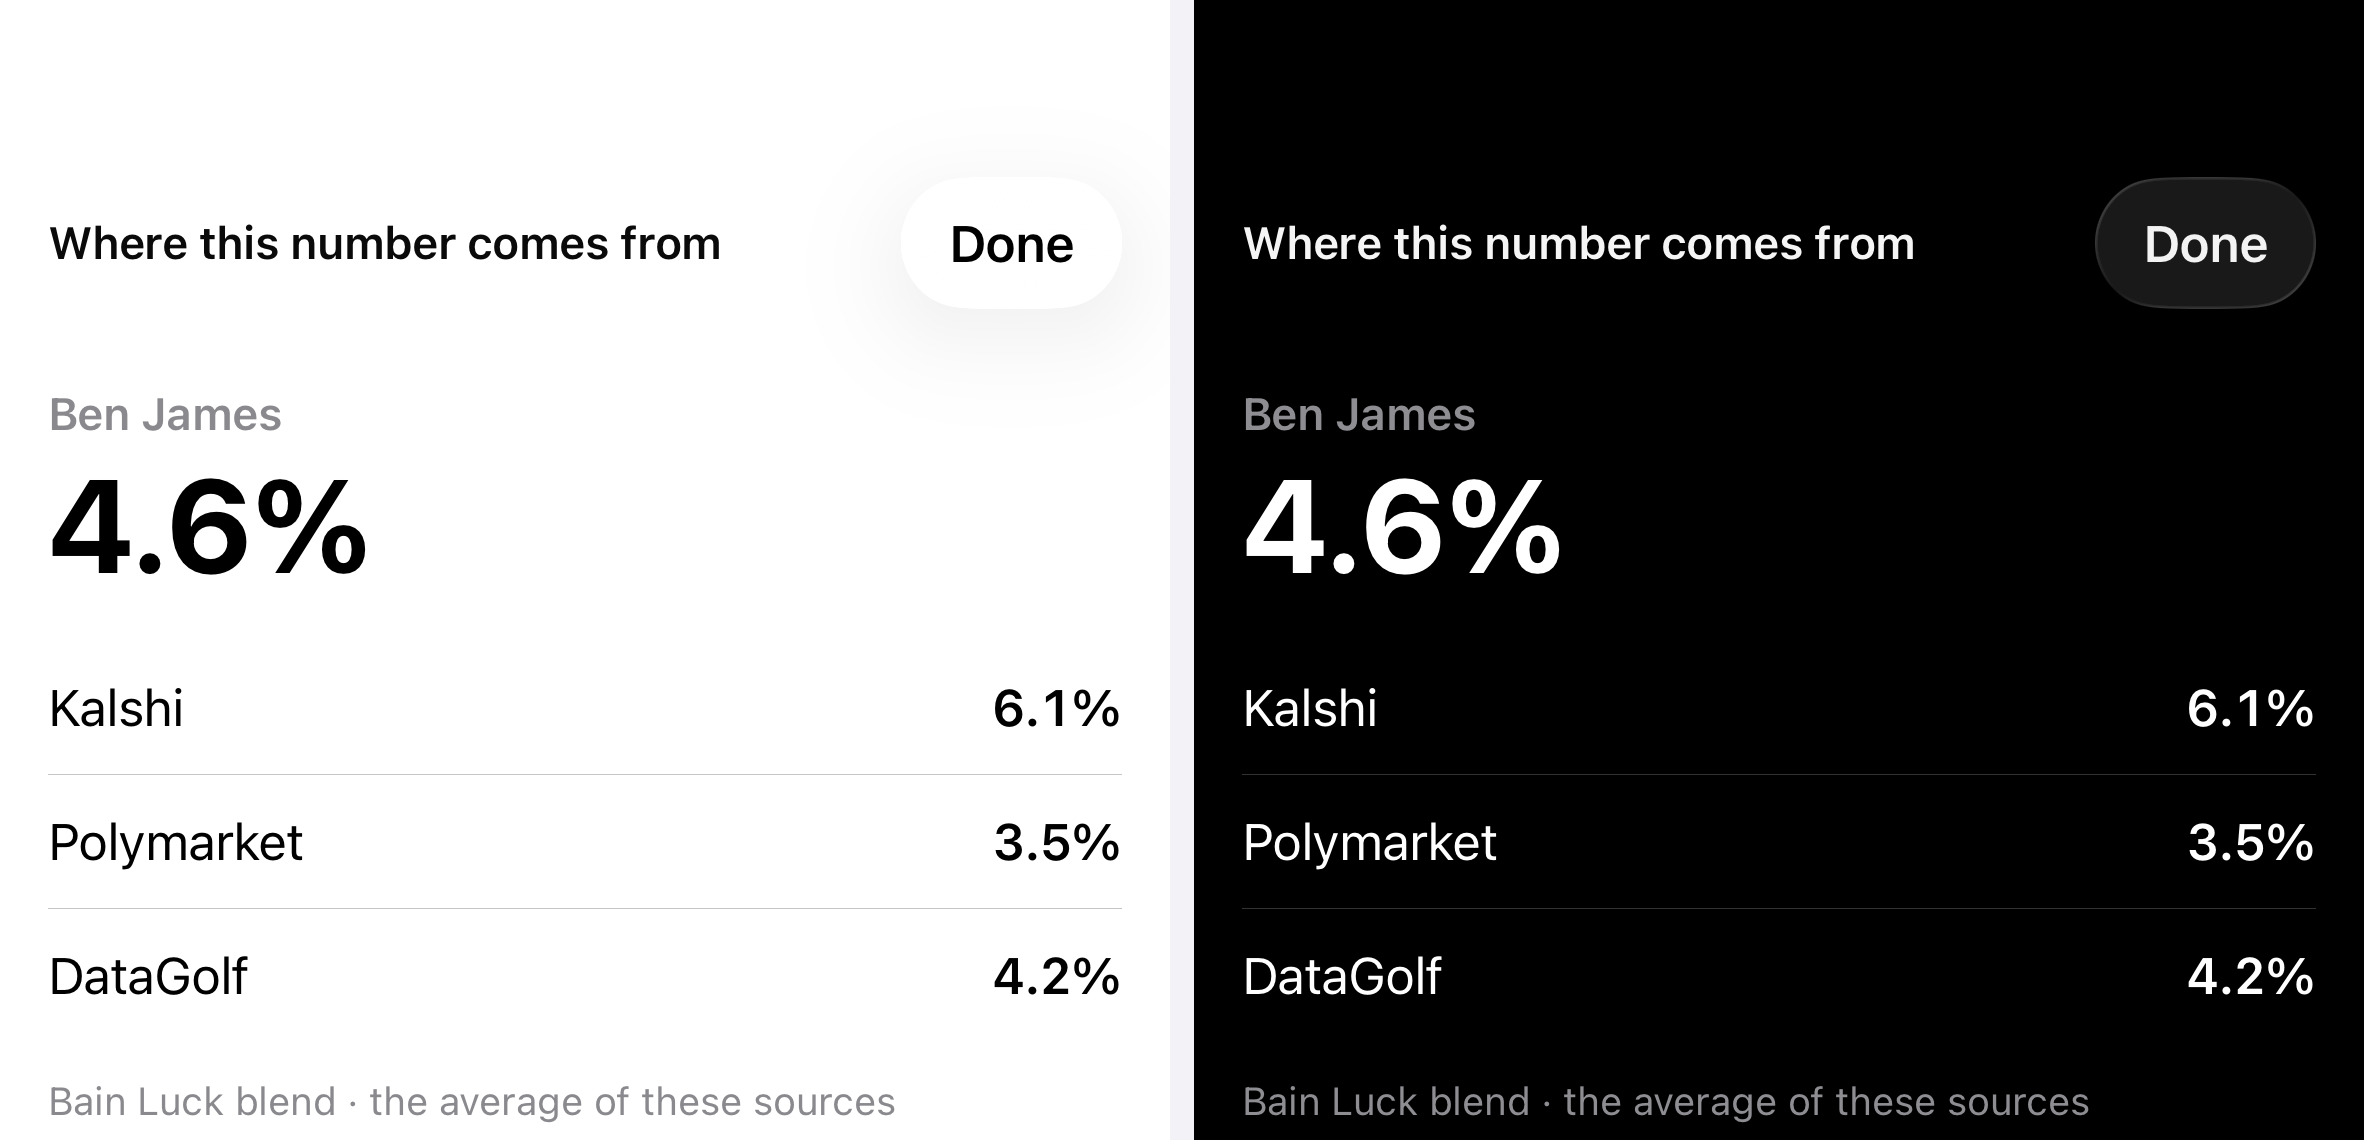 Where this number comes from
Done
Ben James
4.6%
Kalshi 6.1%
Polymarket 3.5%
DataGolf 4.2%
Bain Luck blend · the average of these sources
Where this number comes from
Done
Ben James
4.6%
Kalshi 6.1%
Polymarket 3.5%
DataGolf 4.2%
Bain Luck blend · the average of these sources